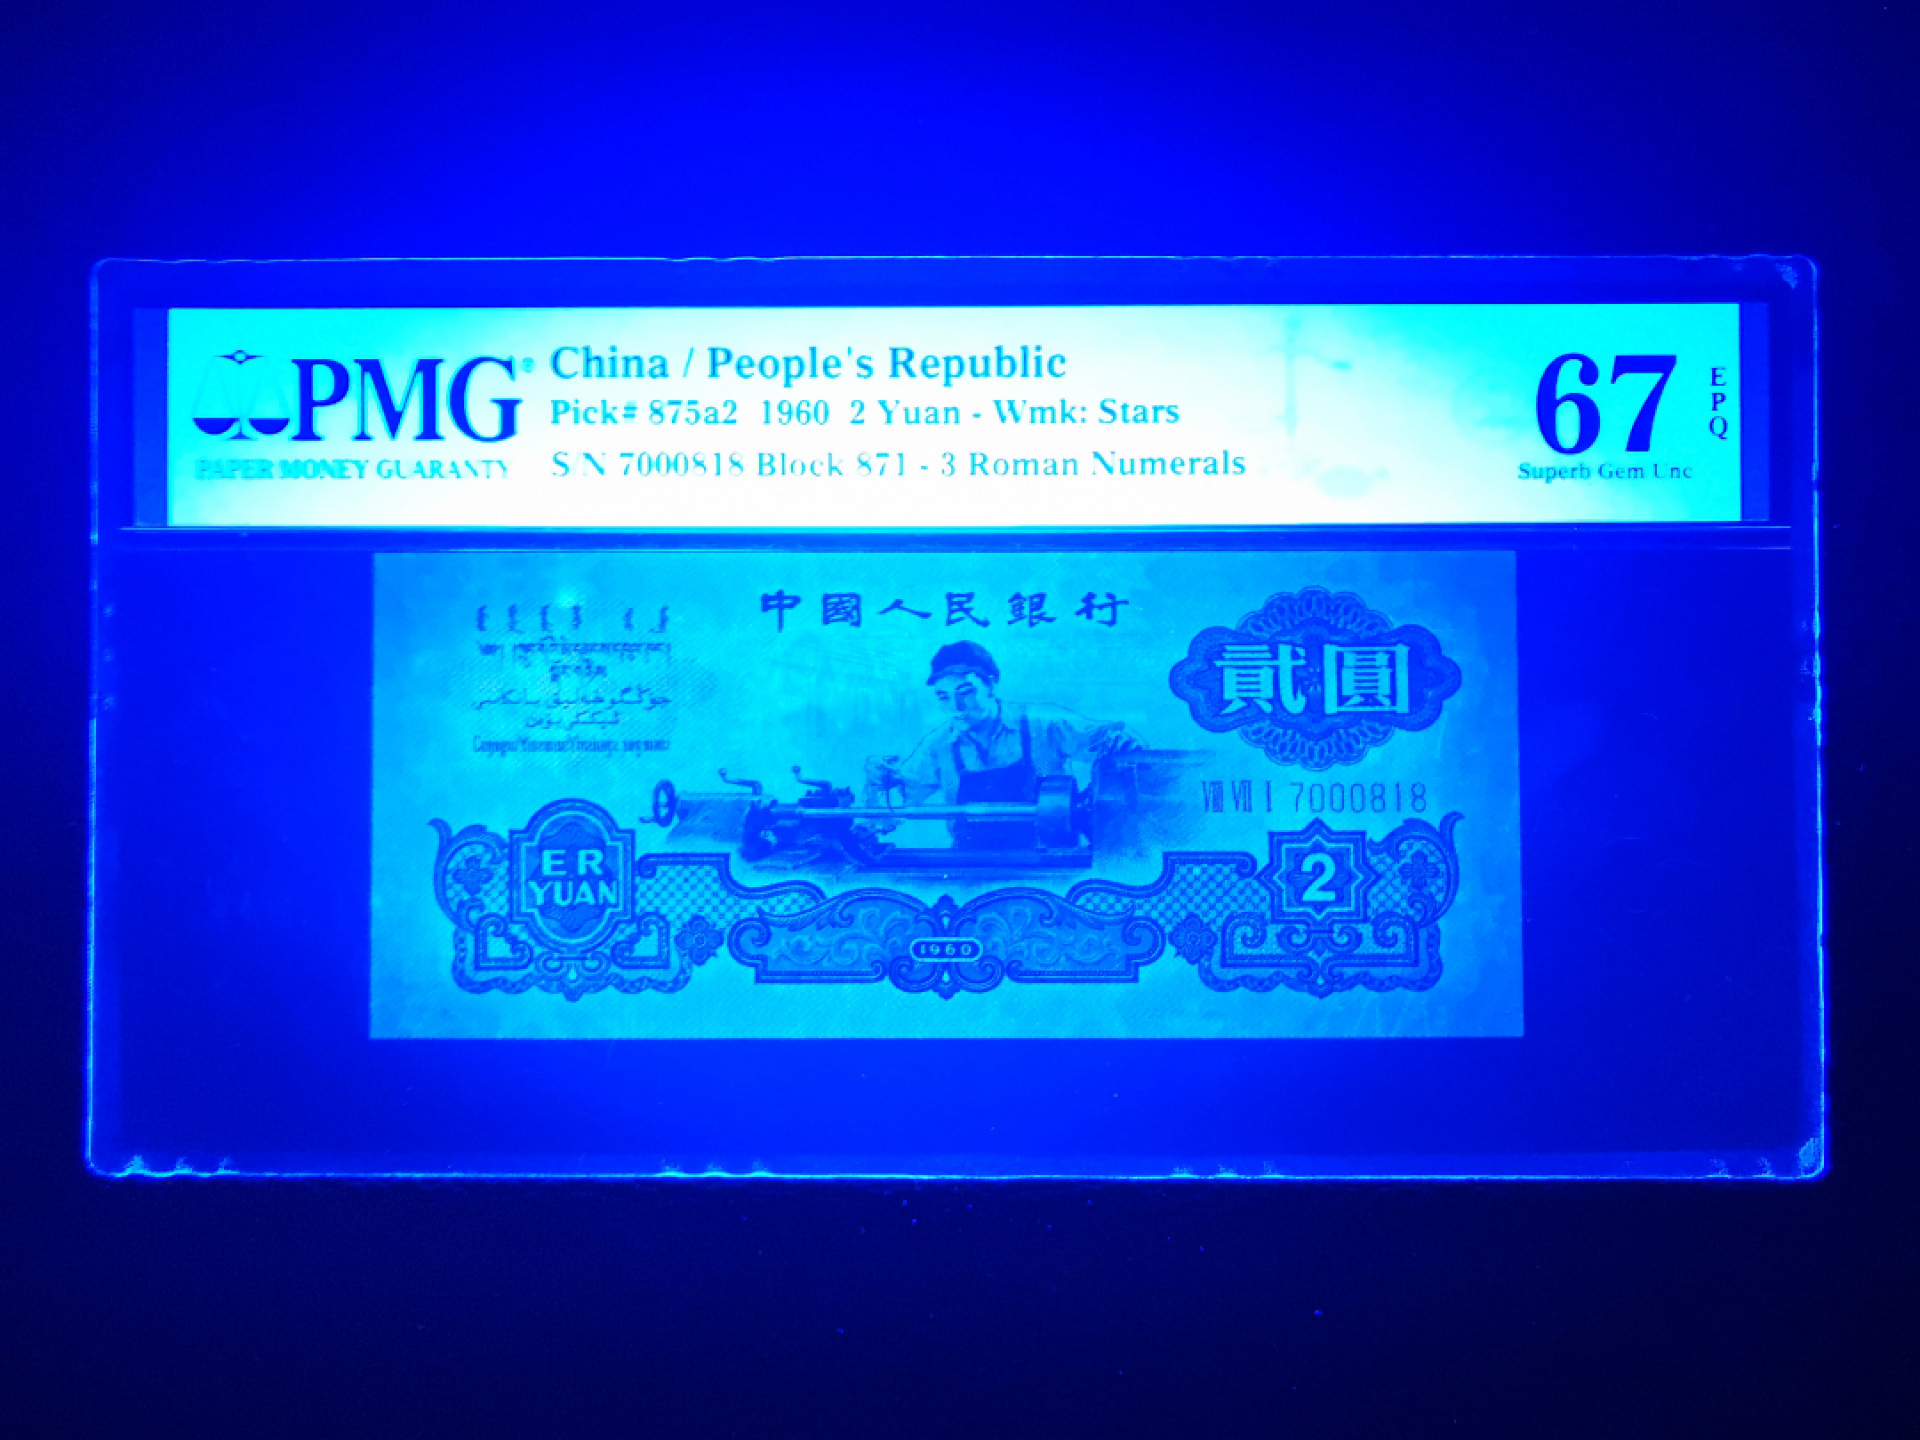 PMG®
PAPER MONEY GUARANTY
China / People's Republic
Pick# 875a2 1960 2 Yuan - Wmk: Stars
S/N 7000818 Block 871 - 3 Roman Numerals
67
EPQ
Superb Gem Unc
中國人民銀行
貳圓
VIII VII I 7000818
ER
YUAN
2
1960